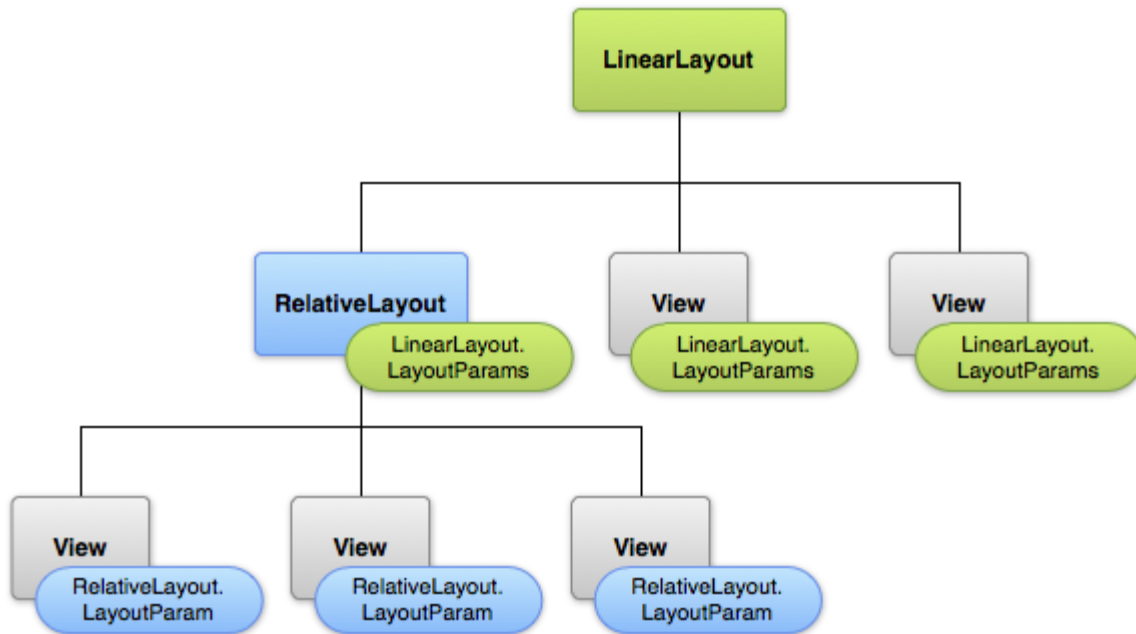 LinearLayout
RelativeLayout
LinearLayout.
LayoutParams
View
LinearLayout.
LayoutParams
View
LinearLayout.
LayoutParams
View
RelativeLayout.
LayoutParam
View
RelativeLayout.
LayoutParam
View
RelativeLayout.
LayoutParam